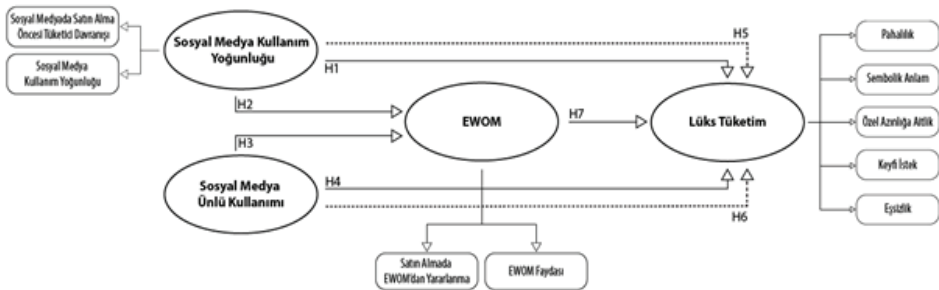 Sosyal Medyada Satın Alma
Öncesi Tüketici Davranışı
Sosyal Medya
Kullanım Yoğunluğu
Sosyal Medya Kullanım
Yoğunluğu
H5
H1
H2
EWOM
H7
Lüks Tüketim
H3
Sosyal Medya
Ünlü Kullanımı
H4
H6
Satın Almada
EWOM'dan Yararlanma
EWOM Faydası
Pahalılık
Sembolik Anlam
Özel Azınlığa Aitlik
Keyfi İstek
Eşsizlik